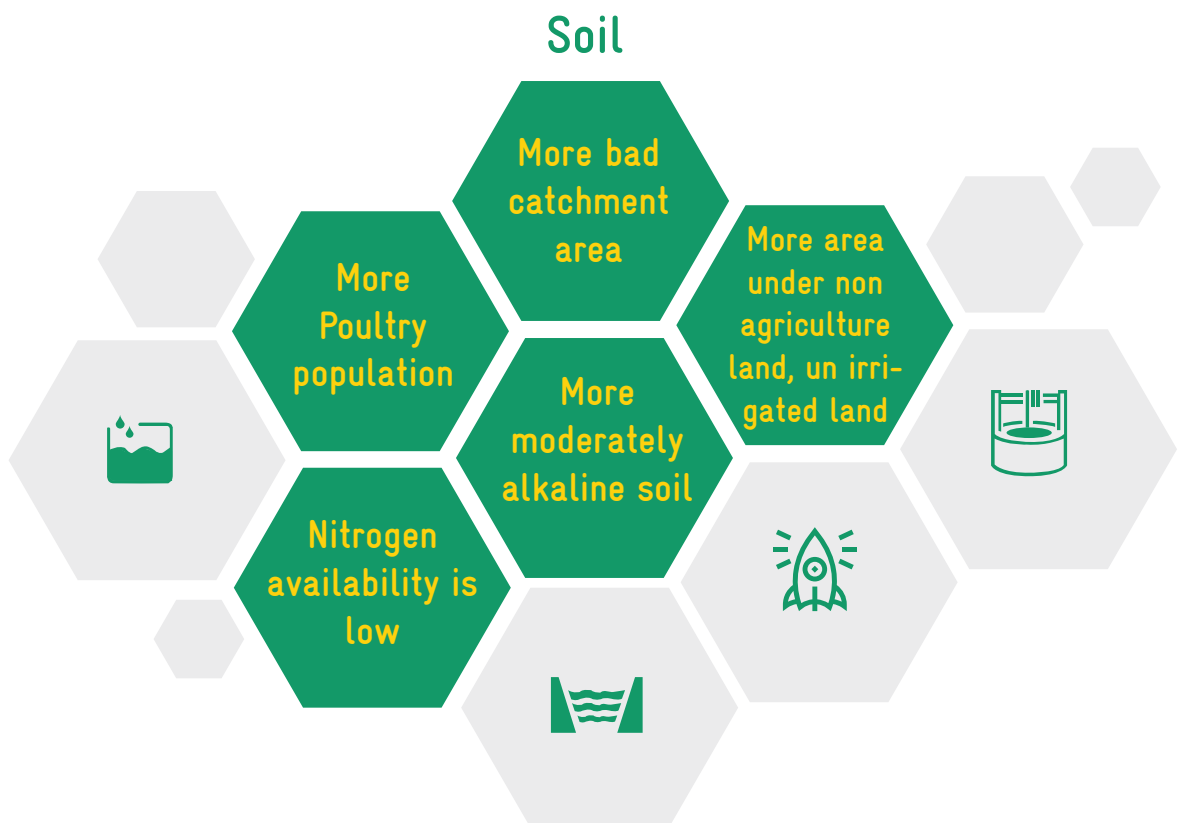 Soil
More bad
catchment
area
More
Poultry
population
More area
under non
agriculture
land, un irri-
gated land
More
moderately
alkaline soil
Nitrogen
availability is
low